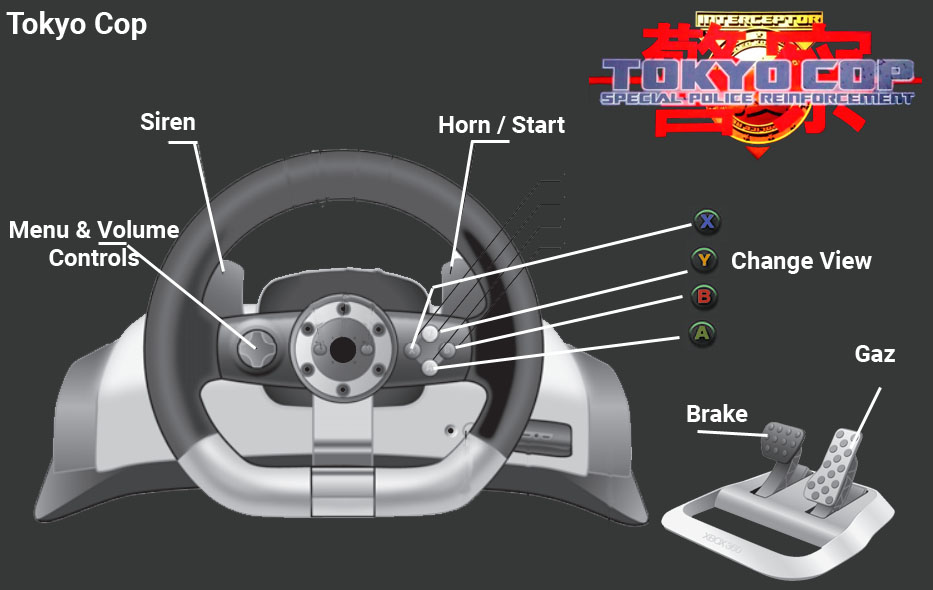 Tokyo Cop
INTERCEPTOR
警察
TOKYO COP
SPECIAL POLICE REINFORCEMENT
Siren
Horn / Start
Menu & Volume
Controls
X
Y
Change View
B
A
Gaz
Brake
XBOX 360